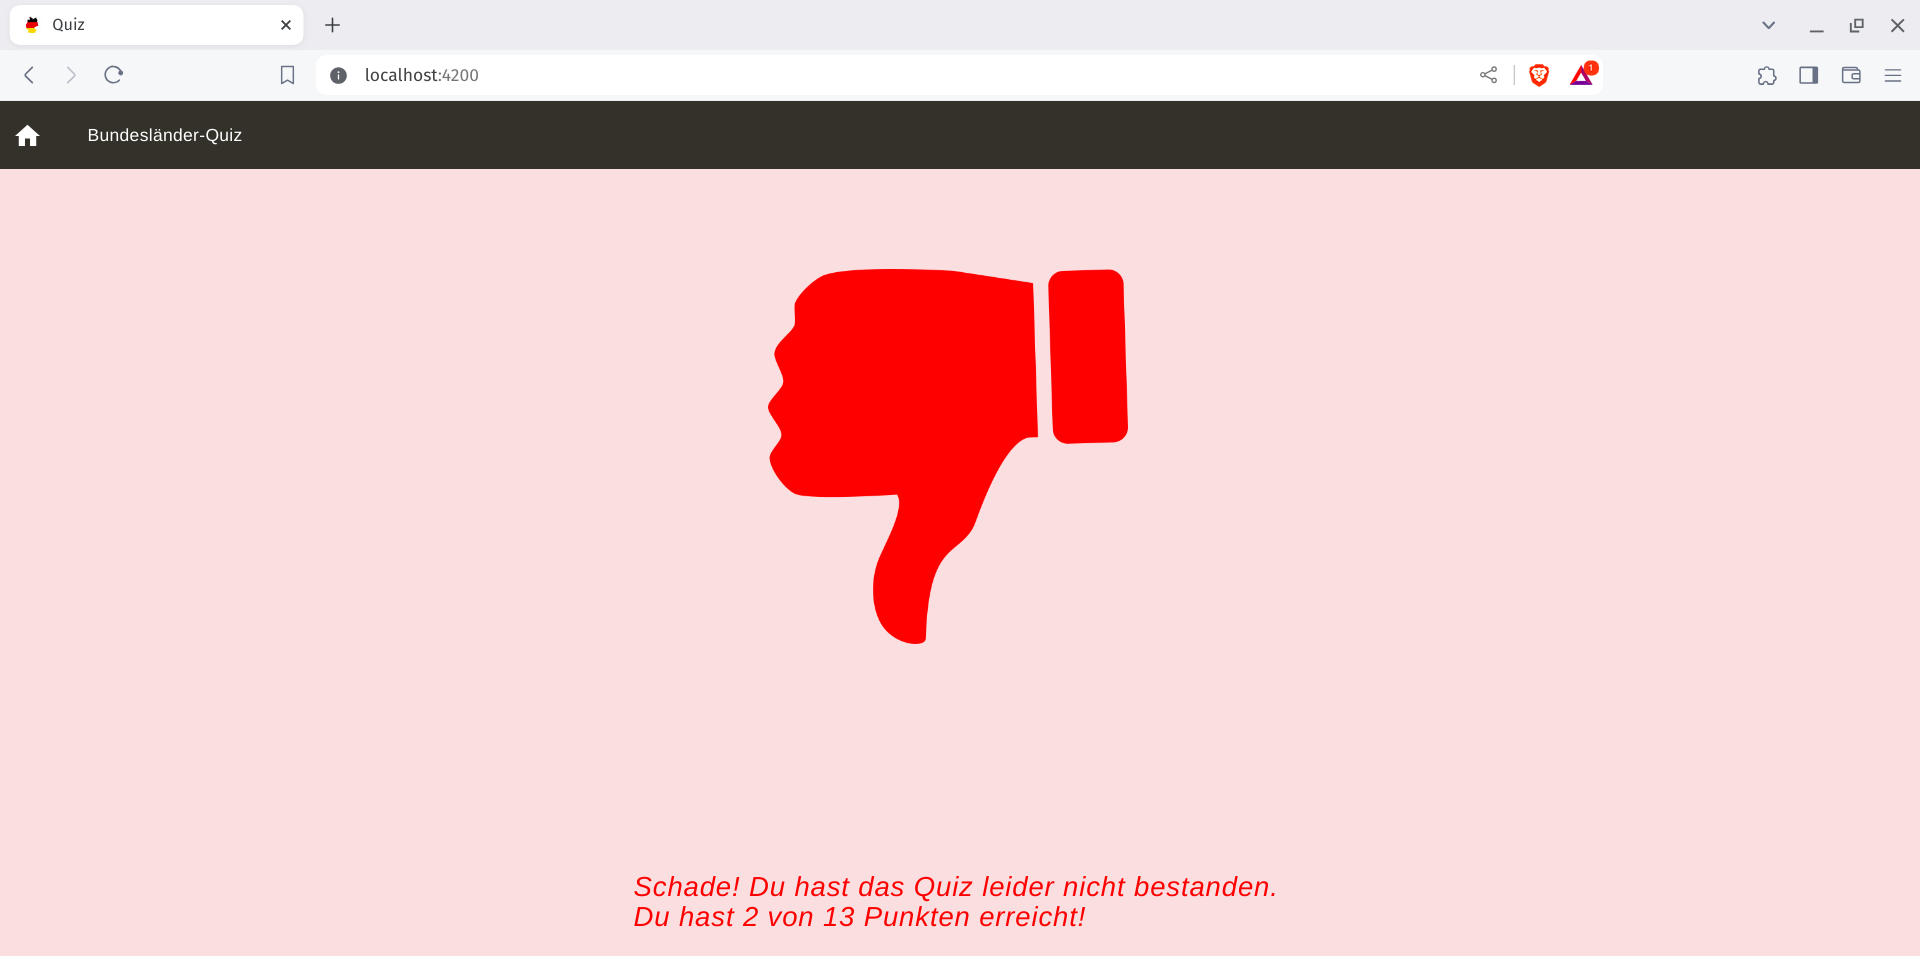 Quiz
localhost:4200
1
Bundesländer-Quiz
Schade! Du hast das Quiz leider nicht bestanden.
Du hast 2 von 13 Punkten erreicht!